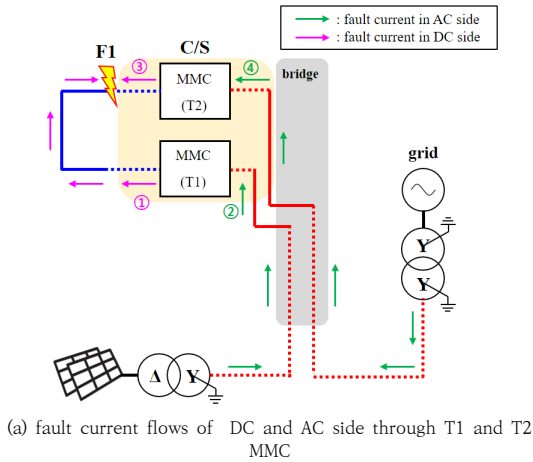 : fault current in AC side
: fault current in DC side
F1
C/S
③
④
bridge
MMC
(T2)
MMC
(T1)
①
②
grid
Y
Y
Δ
Y
(a) fault current flows of DC and AC side through T1 and T2
MMC